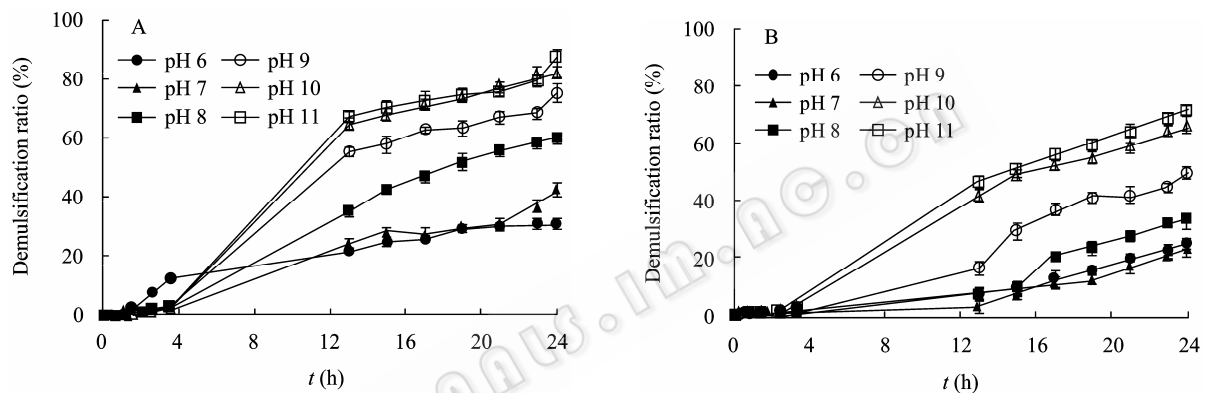 A
100
80
60
40
20
0
Demulsification ratio (%)
pH 6
pH 9
pH 7
pH 10
pH 8
pH 11
0 4 8 12 16 20 24
t (h)
B
100
80
60
40
20
0
Demulsification ratio (%)
pH 6
pH 9
pH 7
pH 10
pH 8
pH 11
0 4 8 12 16 20 24
t (h)